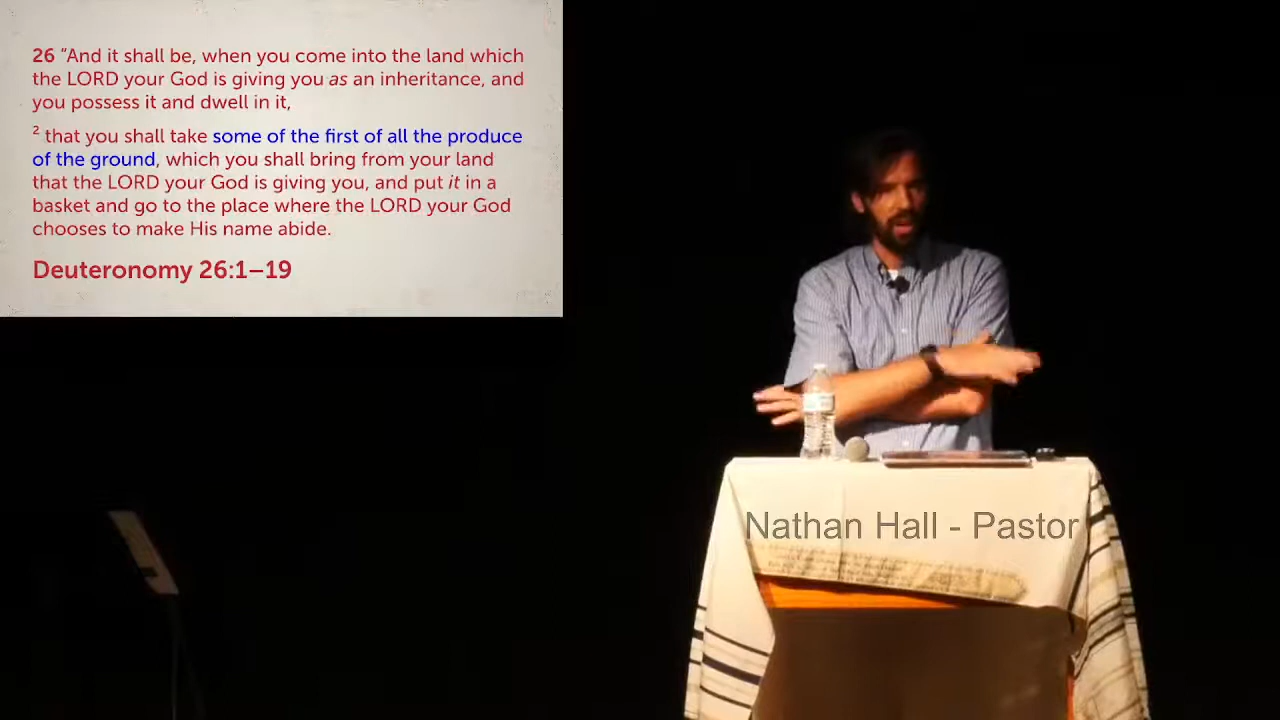 26 “And it shall be, when you come into the land which
the LORD your God is giving you as an inheritance, and
you possess it and dwell in it,
2 that you shall take some of the first of all the produce
of the ground, which you shall bring from your land
that the LORD your God is giving you, and put it in a
basket and go to the place where the LORD your God
chooses to make His name abide.
Deuteronomy 26:1–19
Nathan Hall - Pastor